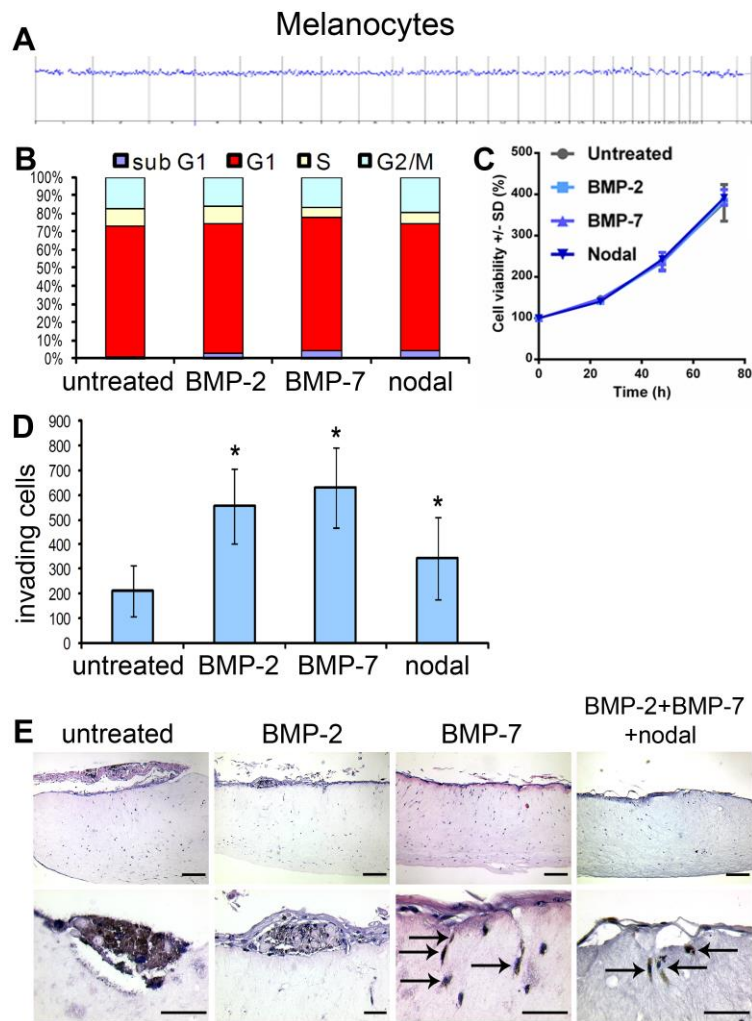 Melanocytes
A
B
sub G1 G1 S G2/M
100%
90%
80%
70%
60%
50%
40%
30%
20%
10%
0%
untreated BMP-2 BMP-7 nodal
C
Untreated
BMP-2
BMP-7
Nodal
Cell viability +/- SD (%)
500
400
300
200
100
0
0 20 40 60 80
Time (h)
D
invading cells
900
800
700
600
500
400
300
200
100
0
* * *
untreated BMP-2 BMP-7 nodal
E
untreated BMP-2 BMP-7 BMP-2+BMP-7
+nodal